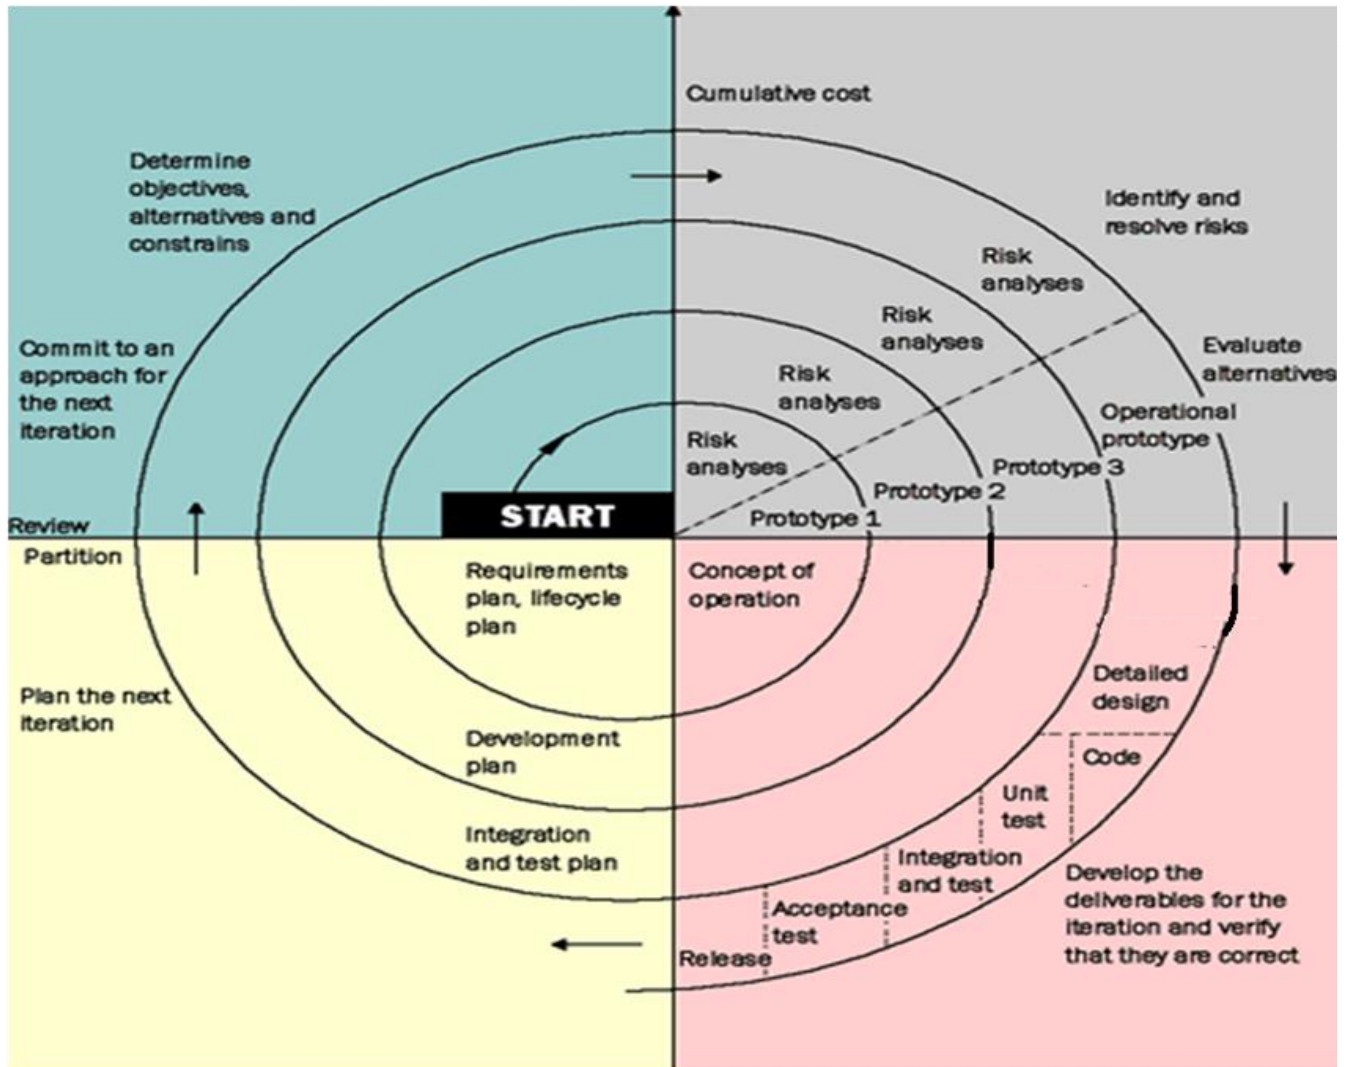 Cumulative cost
Determine
objectives,
alternatives and
constrains
Identify and
resolve risks
Risk
analyses
Risk
analyses
Risk
analyses
Risk
analyses
Commit to an
approach for
the next
iteration
Evaluate
alternatives
Operational
prototype
Prototype 3
Prototype 2
Prototype 1
START
Review
Partition
Requirements
plan, lifecycle
plan
Concept of
operation
Plan the next
iteration
Detailed
design
Development
plan
Code
Unit
test
Integration
and test plan
Integration
and test
Acceptance
test
Release
Develop the
deliverables for the
iteration and verify
that they are correct